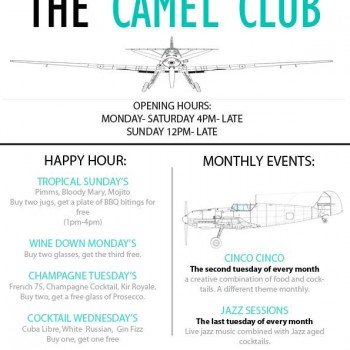 THE CAMEL CLUB
OPENING HOURS:
MONDAY- SATURDAY 4PM- LATE
SUNDAY 12PM- LATE
HAPPY HOUR:
TROPICAL SUNDAY'S
Pimms, Bloody Mary, Mojito
Buy two jugs, get a plate of BBQ bitings for
free
(1pm-4pm)
WINE DOWN MONDAY'S
Buy two glasses, get the third free.
CHAMPAGNE TUESDAY'S
French 75, Champagne Cocktail, Kir Royale.
Buy two, get a free glass of Prosecco.
COCKTAIL WEDNESDAY'S
Cuba Libre, White Russian, Gin Fizz
Buy one, get one free
MONTHLY EVENTS:
CINCO CINCO
The second tuesday of every month
a creative combination of food and cock-
tails. A different theme monthly.
JAZZ SESSIONS
The last tuesday of every month
Live jazz music combined with Jazz aged
cocktails.